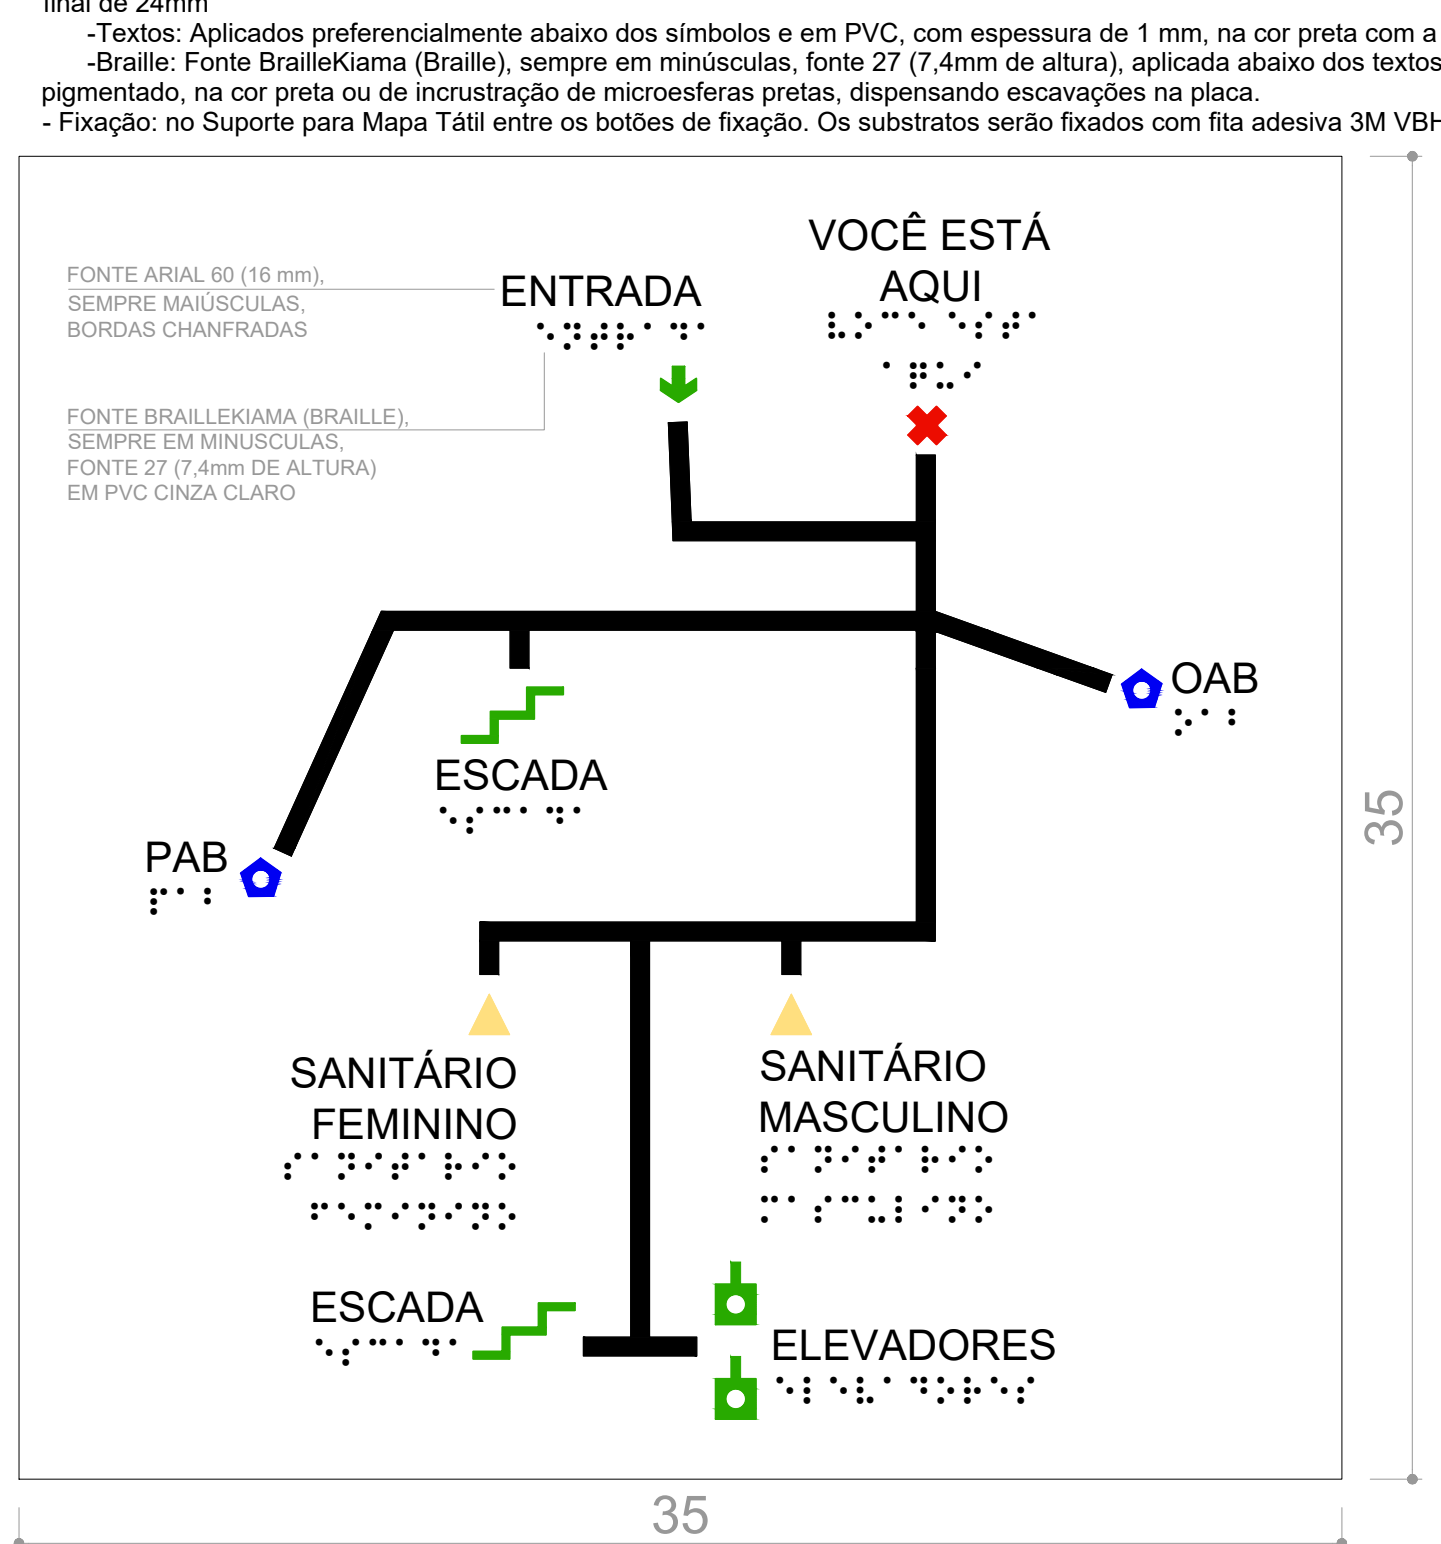 final de 24mm
-Textos: Aplicados preferencialmente abaixo dos símbolos e em PVC, com espessura de 1 mm, na cor preta com a
-Braille: Fonte BrailleKiama (Braille), sempre em minúsculas, fonte 27 (7,4mm de altura), aplicada abaixo dos textos
pigmentado, na cor preta ou de incrustração de microesferas pretas, dispensando escavações na placa.
- Fixação: no Suporte para Mapa Tátil entre os botões de fixação. Os substratos serão fixados com fita adesiva 3M VBH
VOCÊ ESTÁ
AQUI
⠧⠕⠉⠑ ⠑⠎⠞⠁
⠁⠟⠥⠊
FONTE ARIAL 60 (16 mm),
SEMPRE MAIÚSCULAS,
BORDAS CHANFRADAS
ENTRADA
⠑⠝⠞⠗⠁⠙⠁
FONTE BRAILLEKIAMA (BRAILLE),
SEMPRE EM MINUSCULAS,
FONTE 27 (7,4mm DE ALTURA)
EM PVC CINZA CLARO
OAB
⠕⠁⠃
ESCADA
⠑⠎⠉⠁⠙⠁
PAB
⠏⠁⠃
35
SANITÁRIO
FEMININO
⠎⠁⠝⠊⠞⠁⠗⠊⠕
⠋⠑⠍⠊⠝⠊⠝⠕
SANITÁRIO
MASCULINO
⠎⠁⠝⠊⠞⠁⠗⠊⠕
⠍⠁⠎⠉⠥⠇⠊⠝⠕
ESCADA
⠑⠎⠉⠁⠙⠁
ELEVADORES
⠑⠇⠑⠧⠁⠙⠕⠗⠑⠎
35